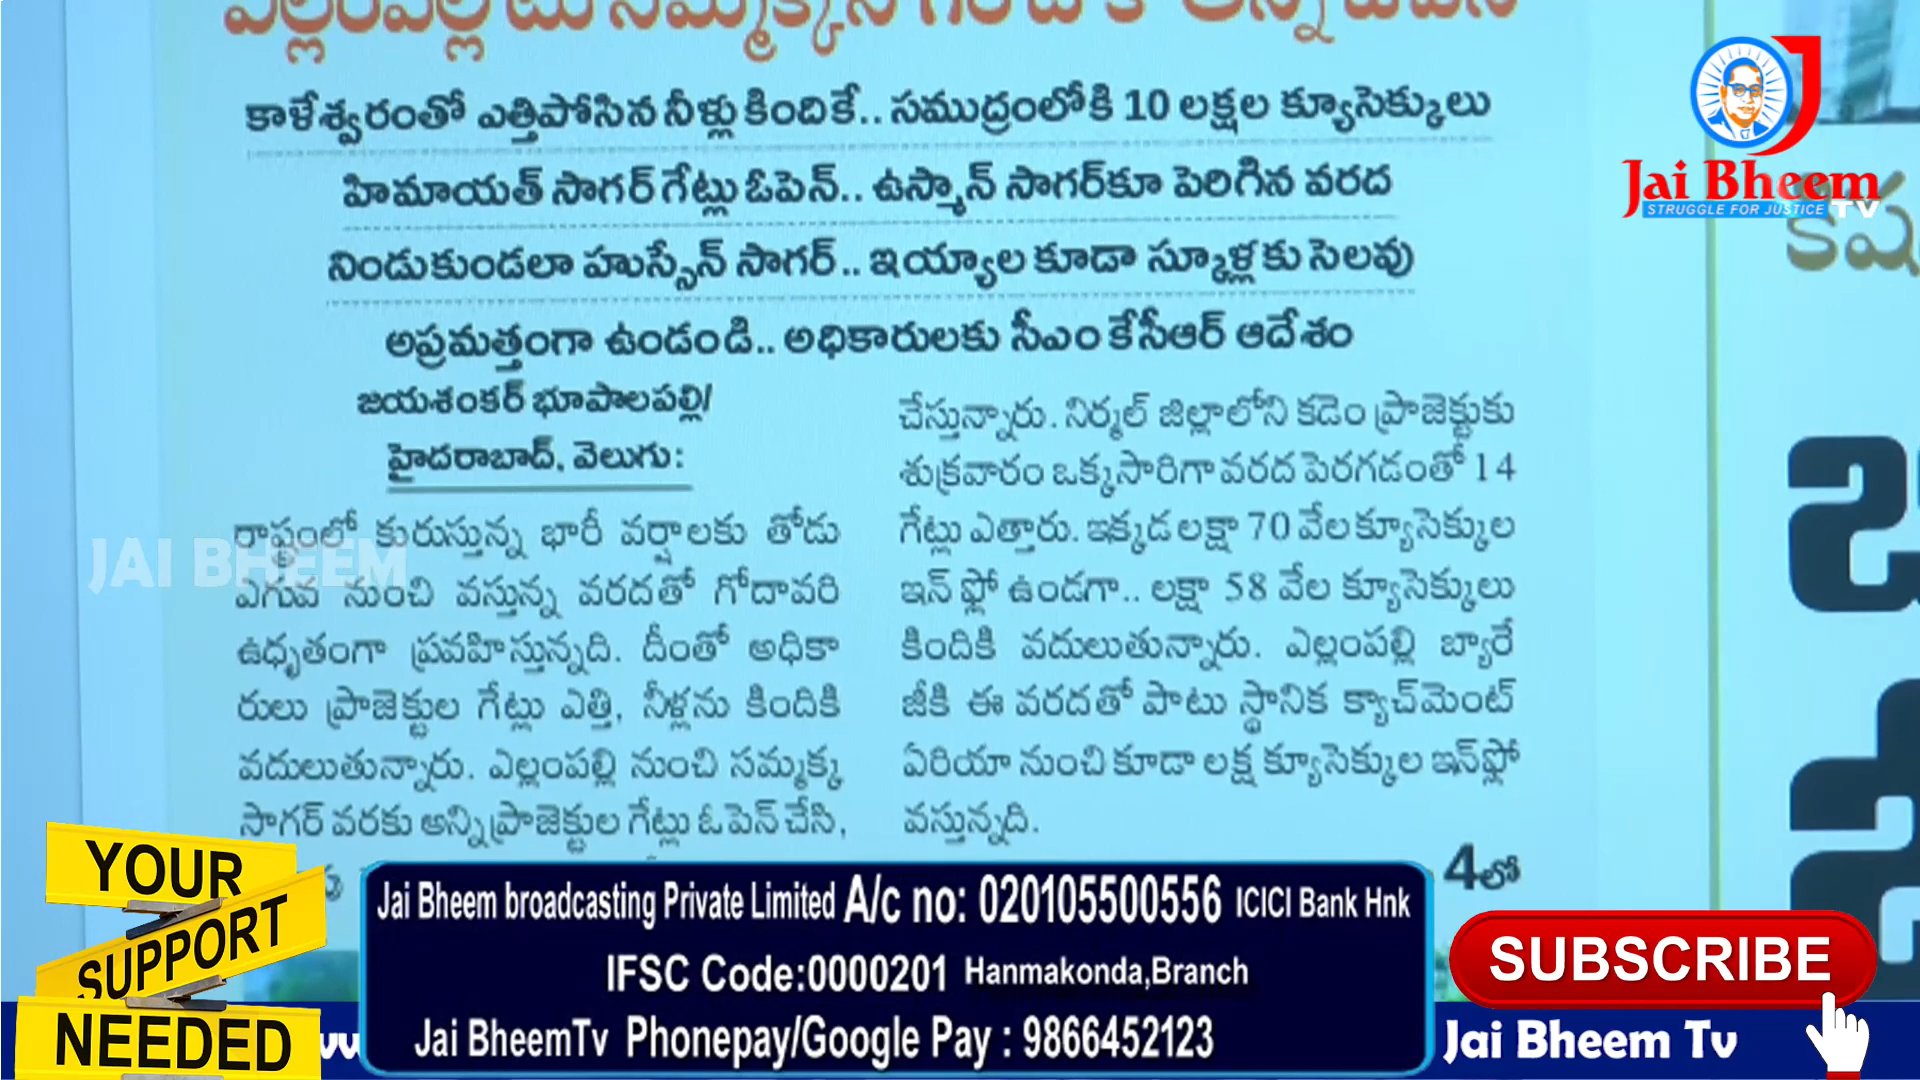 కాళేశ్వరంతో ఎత్తిపోసిన నీళ్లు కిందికే.. సముద్రంలోకి 10 లక్షల క్యూసెక్కులు
హిమాయత్ సాగర్ గేట్లు ఓపెన్.. ఉస్మాన్ సాగర్‌కూ పెరిగిన వరద
నిండుకుండలా హుస్సేన్ సాగర్.. ఇయ్యాల కూడా స్కూళ్లకు సెలవు
అప్రమత్తంగా ఉండండి.. అధికారులకు సీఎం కేసీఆర్ ఆదేశం
జయశంకర్ భూపాలపల్లి/
హైదరాబాద్, వెలుగు:
రాష్ట్రంలో కురుస్తున్న భారీ వర్షాలకు తోడు
ఎగువ నుంచి వస్తున్న వరదతో గోదావరి
ఉధృతంగా ప్రవహిస్తున్నది. దీంతో అధికా
రులు ప్రాజెక్టుల గేట్లు ఎత్తి, నీళ్లను కిందికి
వదులుతున్నారు. ఎల్లంపల్లి నుంచి సమ్మక్క
సాగర్ వరకు అన్ని ప్రాజెక్టుల గేట్లు ఓపెన్ చేసి,
చేస్తున్నారు. నిర్మల్ జిల్లాలోని కడెం ప్రాజెక్టుకు
శుక్రవారం ఒక్కసారిగా వరద పెరగడంతో 14
గేట్లు ఎత్తారు. ఇక్కడ లక్షా 70 వేల క్యూసెక్కుల
ఇన్ ఫ్లో ఉండగా.. లక్షా 58 వేల క్యూసెక్కులు
కిందికి వదులుతున్నారు. ఎల్లంపల్లి బ్యారే
జీకి ఈ వరదతో పాటు స్థానిక క్యాచ్‌మెంట్
ఏరియా నుంచి కూడా లక్ష క్యూసెక్కుల ఇన్‌ఫ్లో
వస్తున్నది.
4లో
Jai Bheem
STRUGGLE FOR JUSTICE TV
JAI BHEEM
YOUR
SUPPORT
NEEDED
Jai Bheem broadcasting Private Limited A/c no: 020105500556 ICICI Bank Hnk
IFSC Code:0000201 Hanmakonda,Branch
Jai BheemTv Phonepay/Google Pay : 9866452123
SUBSCRIBE
Jai Bheem Tv